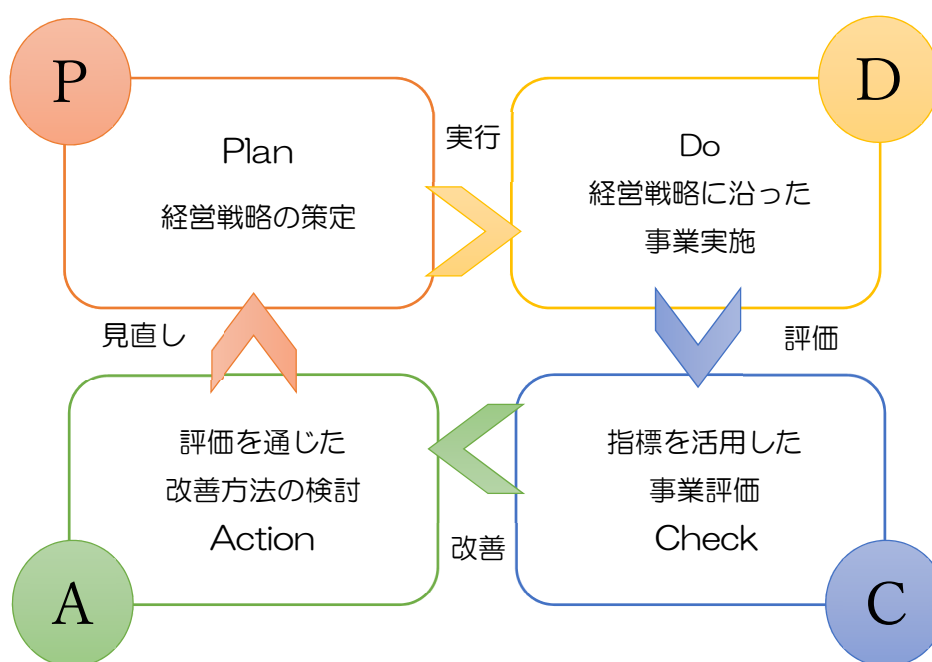 P
Plan
経営戦略の策定
実行
D
Do
経営戦略に沿った
事業実施
見直し
評価
評価を通じた
改善方法の検討
Action
A
改善
指標を活用した
事業評価
Check
C